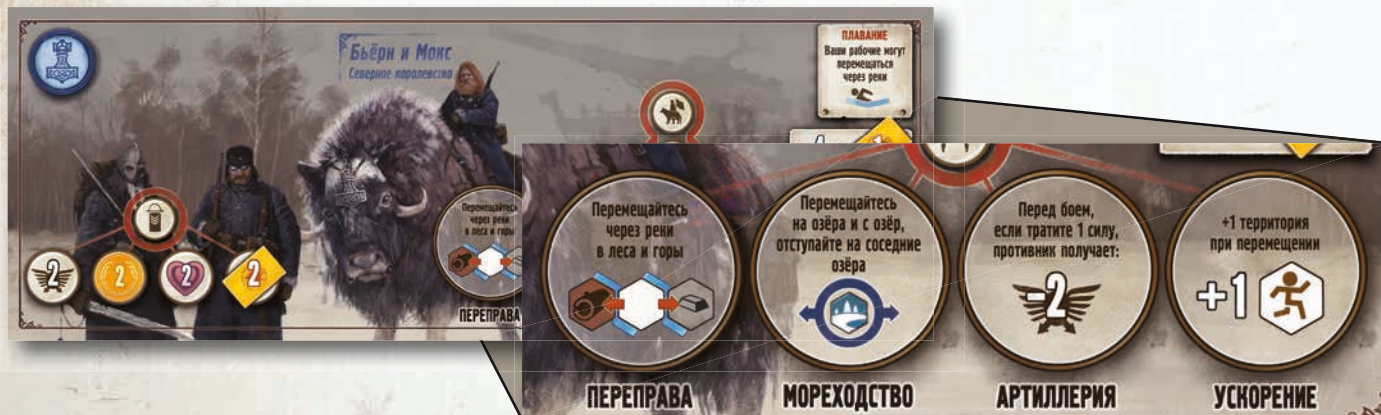 Бьёрн и Мокс
Северное королевство
ПЛАВАНИЕ
Ваши рабочие могут
перемещаться
через реки
2
2
2
2
Перемещайтесь
через реки
в леса и горы
ПЕРЕПРАВА
Перемещайтесь
через реки
в леса и горы
ПЕРЕПРАВА
Перемещайтесь
на озёра и с озёр,
отступайте на соседние
озёра
МОРЕХОДСТВО
Перед боем,
если тратите 1 силу,
противник получает:
-2
АРТИЛЛЕРИЯ
+1 территория
при перемещении
+1
УСКОРЕНИЕ